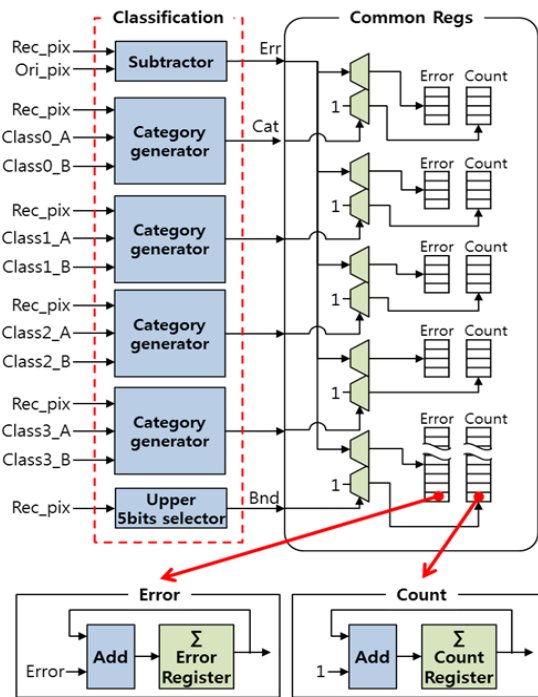 Classification
Common Regs
Rec_pix
Ori_pix
Subtractor
Err
Error Count
1
Rec_pix
Class0_A
Class0_B
Category
generator
Cat
Error Count
1
Rec_pix
Class1_A
Class1_B
Category
generator
Error Count
1
Rec_pix
Class2_A
Class2_B
Category
generator
Error Count
1
Rec_pix
Class3_A
Class3_B
Category
generator
Error Count
1
Rec_pix
Upper
5bits selector
Bnd
Error
Error
Add
Σ
Error
Register
Count
1
Add
Σ
Count
Register